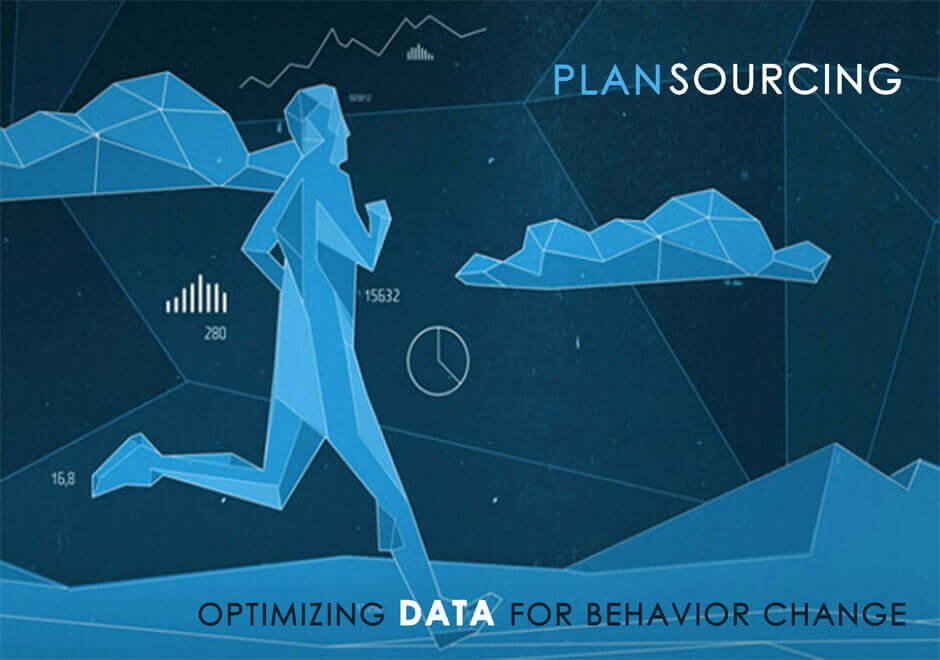 PLANSOURCING
15632
280
16,8
OPTIMIZING DATA FOR BEHAVIOR CHANGE